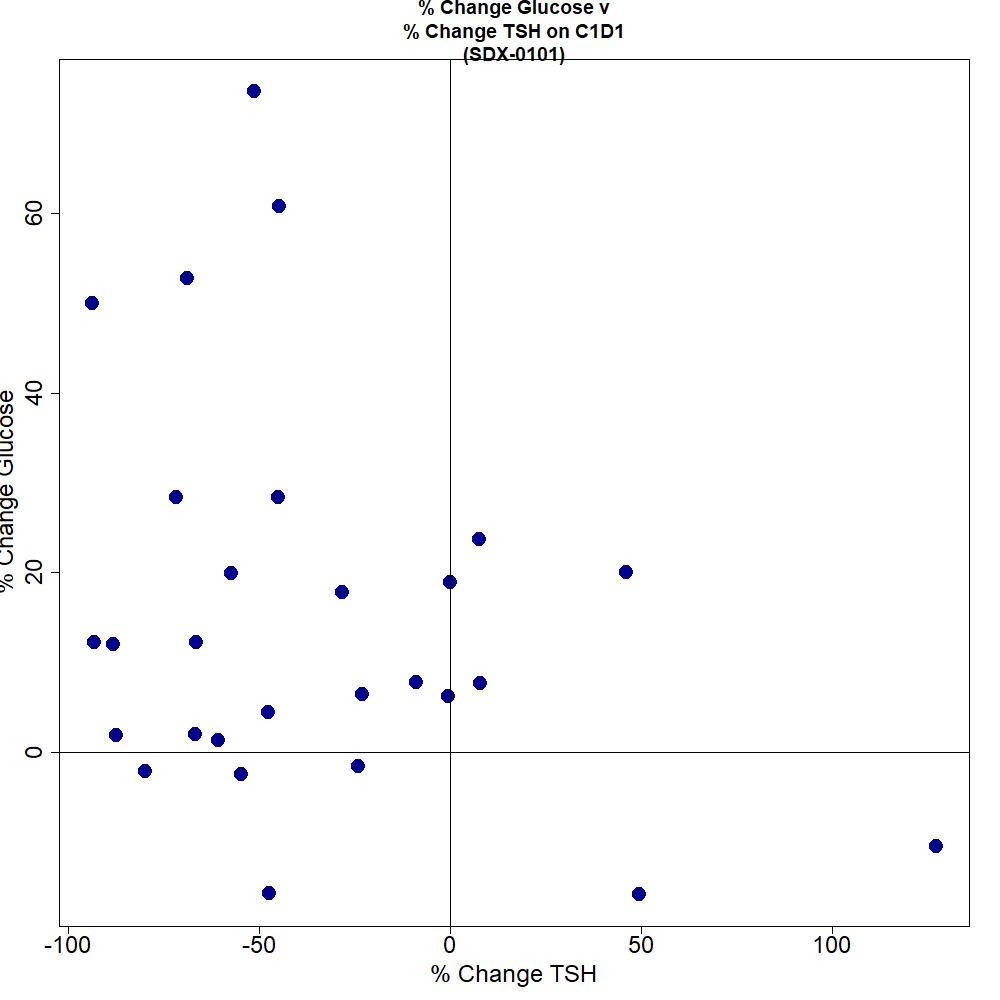 % Change Glucose v
% Change TSH on C1D1
(SDX-0101)
% Change Glucose
60
40
20
0
-100
-50
0
50
100
% Change TSH